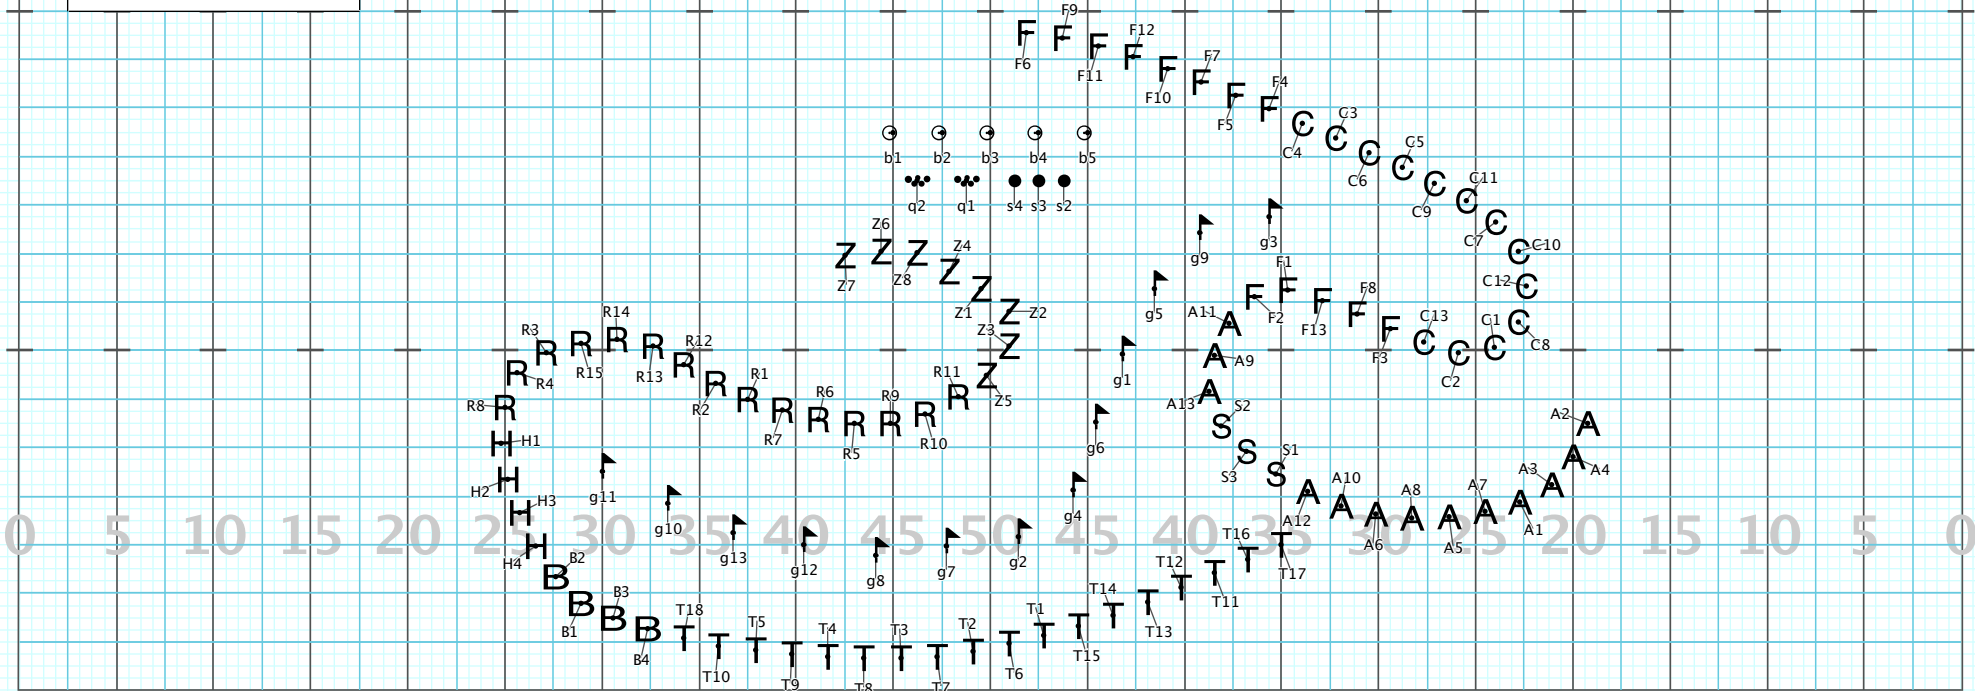 F9
F F F F12
F6 F11 F F7
F10 F F4
F5 F
C C3
C4 C C5
C6 C C11
C9 C
b1 b2 b3 b4 b5
q2 q1 s4 s3 s2
C7 C C10
g9 g3
Z6 Z4
Z Z Z Z
Z7 Z8 Z Z2
Z1 Z
F1 C12 C
g5 F F F8
A11 F2 F F
A F13 F C13 C1 C
R14 Z3 Z F3 C C C C8
R3 R R12 C2
R R R15 R13 R
R R4 g1 A A9
R8 R R2 R R1 R11 Z Z5
R R R6 R9 R R
R7 R R10
R5 R R
A13 A S2
H H1 g6 S
S3 S S1
S
A2 A
A A4
H2 H H3
H
g11 g10
A12 A A10 A8 A7 A3 A
A A A A A A A1
A6 A5
0 5 10 15 20 25 30 35 40 45 50 45 40 35 30 25 20 15 10 5 0
H4 H g13 g12 g8 g7 g2 g4
B B2 T12 T16 T
B1 B B3 T T T T17
B T18 T5 T4 T3 T2 T1 T14 T T11
B4 B T T T T T T T T T T T T T13
T10 T6 T15
T9 T8 T7